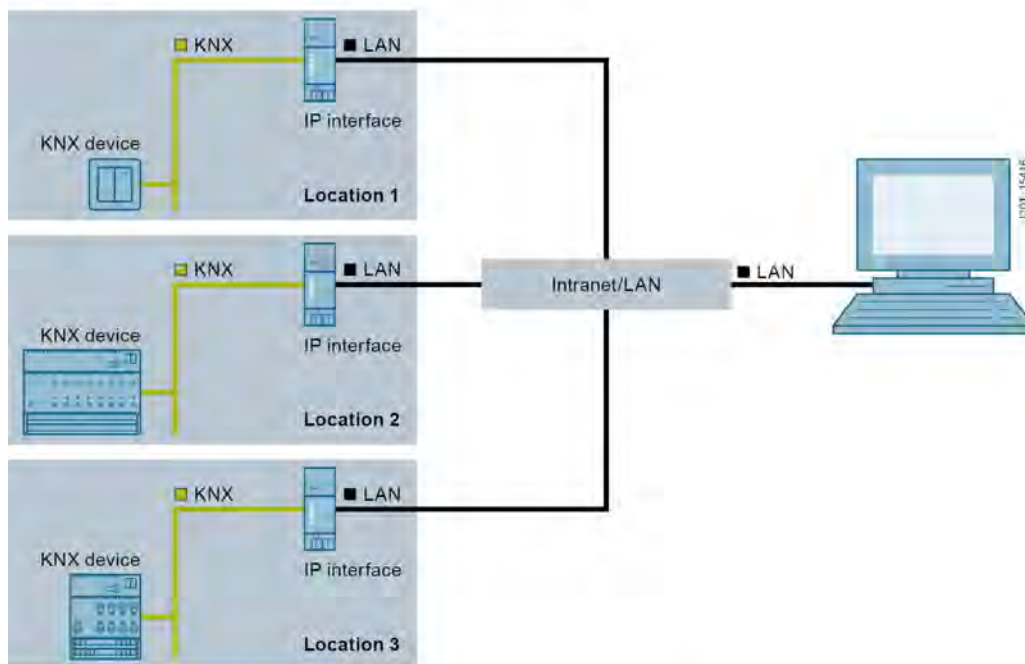 KNX
LAN
IP interface
KNX device
Location 1
KNX
LAN
IP interface
KNX device
Location 2
Intranet/LAN
LAN
KNX
LAN
IP interface
KNX device
Location 3